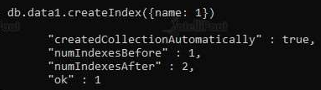 db.data1.createIndex({name: 1})
"createdCollectionAutomatically" : true,
"numIndexesBefore" : 1,
"numIndexesAfter" : 2,
"ok" : 1